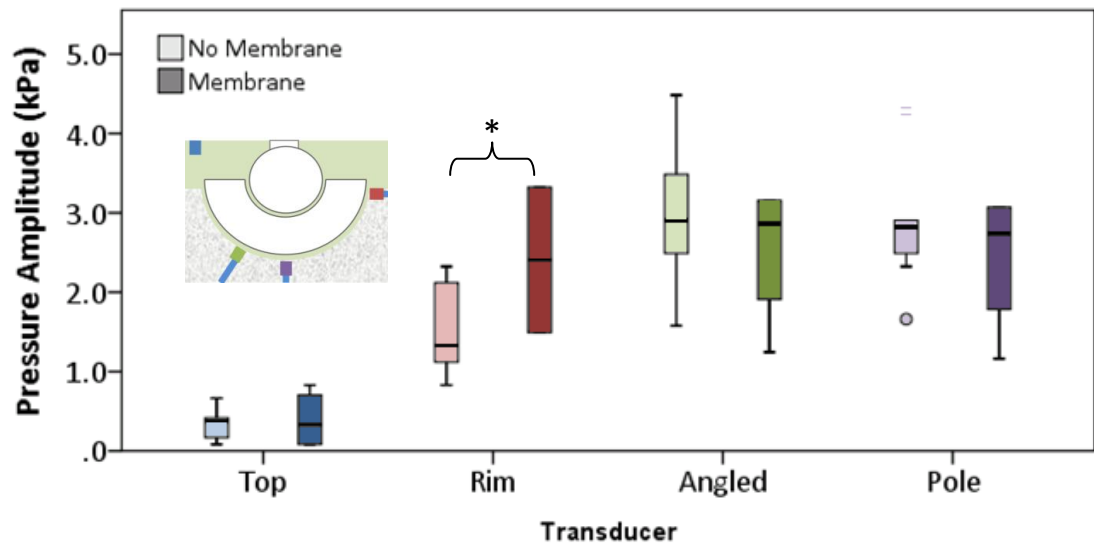 Pressure Amplitude (kPa)
5.0
4.0
3.0
2.0
1.0
.0
No Membrane
Membrane
*
Top Rim Angled Pole
Transducer